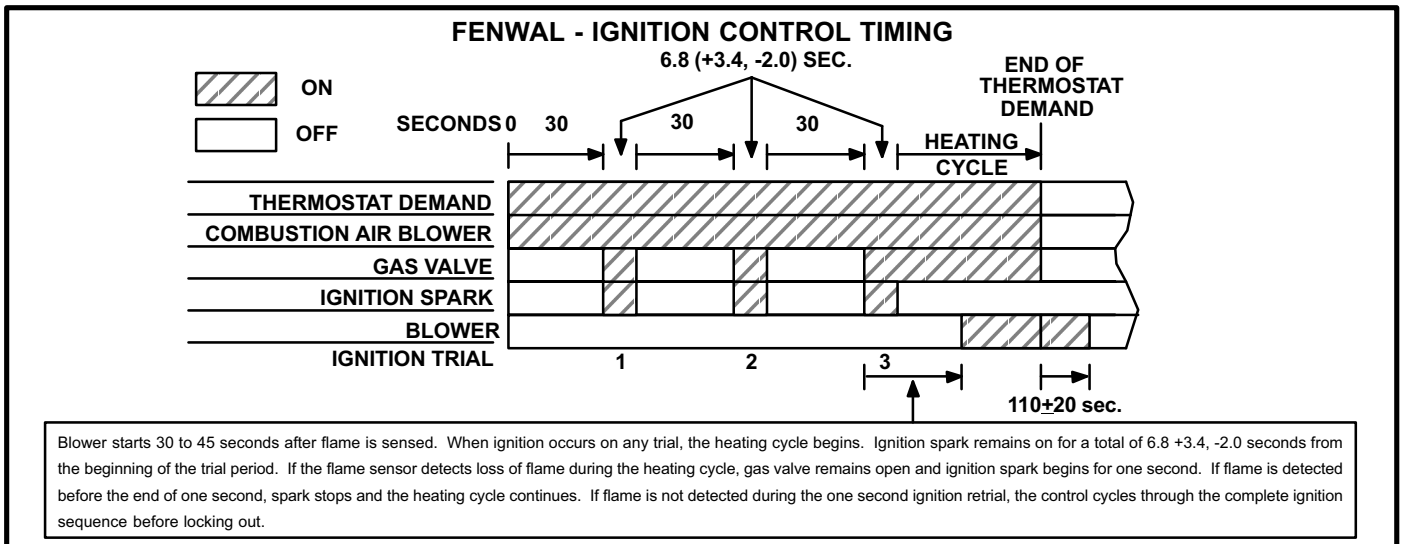 FENWAL - IGNITION CONTROL TIMING
6.8 (+3.4, -2.0) SEC.
ON
OFF
END OF
THERMOSTAT
DEMAND
SECONDS 0 30 30 30
HEATING
CYCLE
THERMOSTAT DEMAND
COMBUSTION AIR BLOWER
GAS VALVE
IGNITION SPARK
BLOWER
IGNITION TRIAL 1 2 3
110±20 sec.
Blower starts 30 to 45 seconds after flame is sensed. When ignition occurs on any trial, the heating cycle begins. Ignition spark remains on for a total of 6.8 +3.4, -2.0 seconds from
the beginning of the trial period. If the flame sensor detects loss of flame during the heating cycle, gas valve remains open and ignition spark begins for one second. If flame is detected
before the end of one second, spark stops and the heating cycle continues. If flame is not detected during the one second ignition retrial, the control cycles through the complete ignition
sequence before locking out.